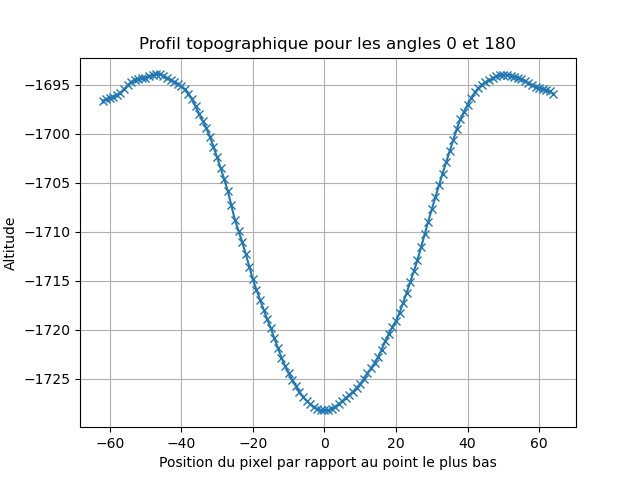 Profil topographique pour les angles 0 et 180
Altitude
−1695
−1700
−1705
−1710
−1715
−1720
−1725
−60 −40 −20 0 20 40 60
Position du pixel par rapport au point le plus bas